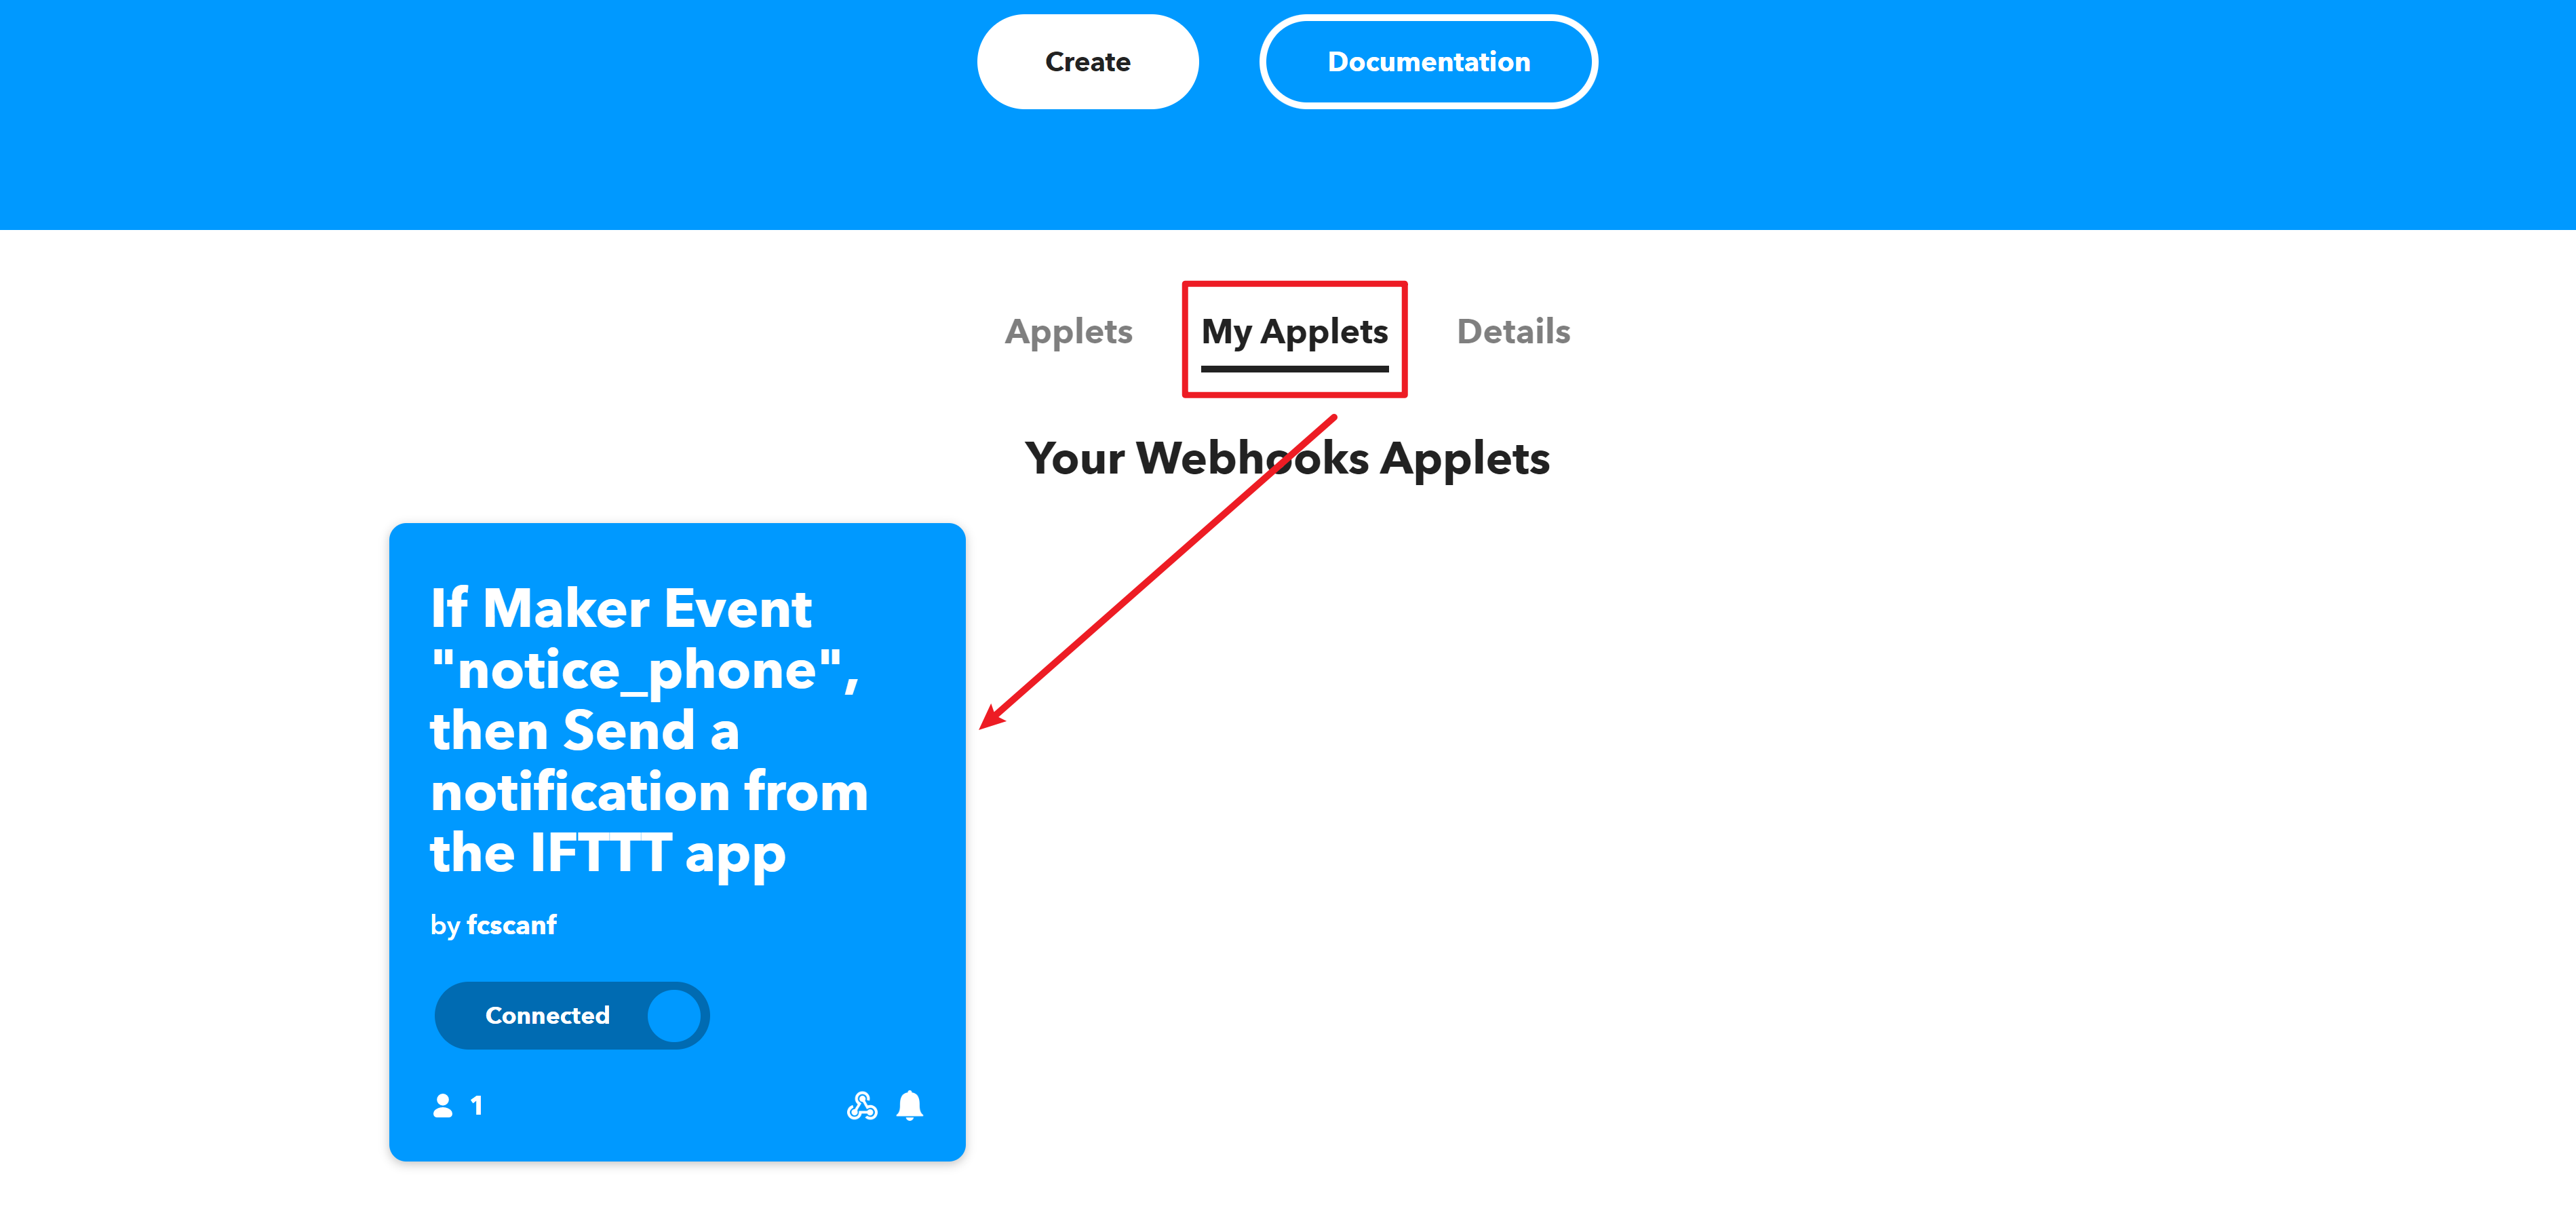 Create
Documentation
Applets
My Applets
Details
Your Webhooks Applets
If Maker Event
"notice_phone",
then Send a
notification from
the IFTTT app
by fcscanf
Connected
1